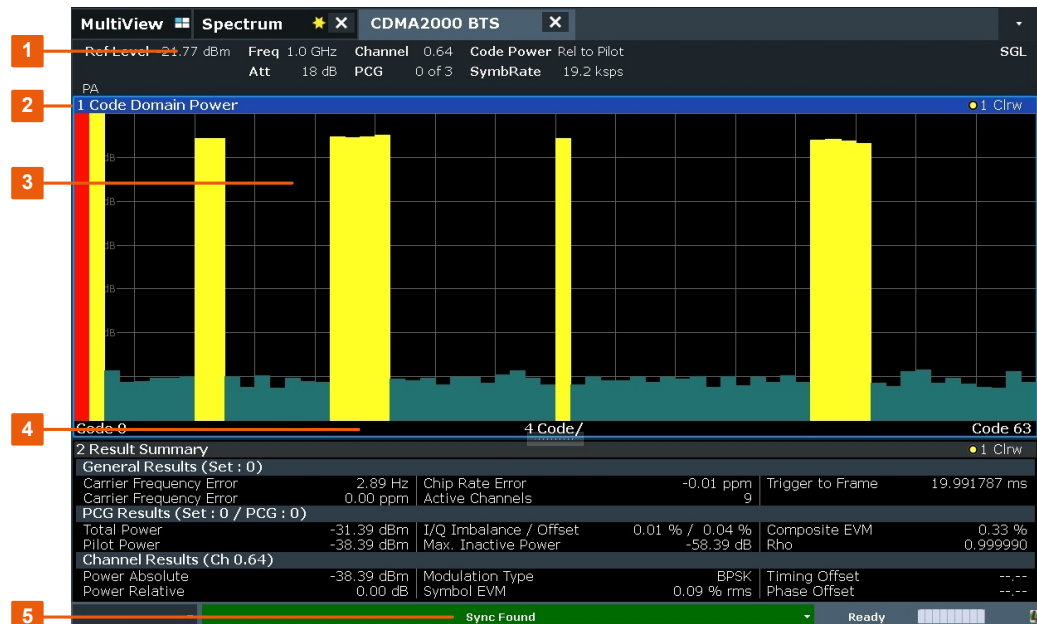 MultiView Spectrum X CDMA2000 BTS X
1
Ref Level -21.77 dBm Freq 1.0 GHz Channel 0.64 Code Power Rel to Pilot SGL
Att 18 dB PCG 0 of 3 SymbRate 19.2 ksps
PA
2
1 Code Domain Power 1 Clrw
dB
3
dB
dB
dB
dB
4
Code 0 4 Code/ Code 63
2 Result Summary 1 Clrw
General Results (Set : 0)
Carrier Frequency Error 2.89 Hz Chip Rate Error -0.01 ppm Trigger to Frame 19.991787 ms
Carrier Frequency Error 0.00 ppm Active Channels 9
PCG Results (Set : 0 / PCG : 0)
Total Power -31.39 dBm I/Q Imbalance / Offset 0.01 % / 0.04 % Composite EVM 0.33 %
Pilot Power -38.39 dBm Max. Inactive Power -58.39 dB Rho 0.999990
Channel Results (Ch 0.64)
Power Absolute -38.39 dBm Modulation Type BPSK Timing Offset --.--
Power Relative 0.00 dB Symbol EVM 0.09 % rms Phase Offset --.--
5
Sync Found Ready